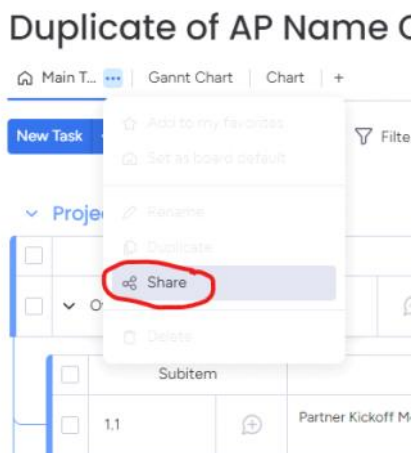 Duplicate of AP Name
Main T... Gannt Chart Chart +
New Task Filte
Add to my favorites
Set as board default
Proje
Rename
Duplicate
Share
Delete
Subitem
1.1 Partner Kickoff M